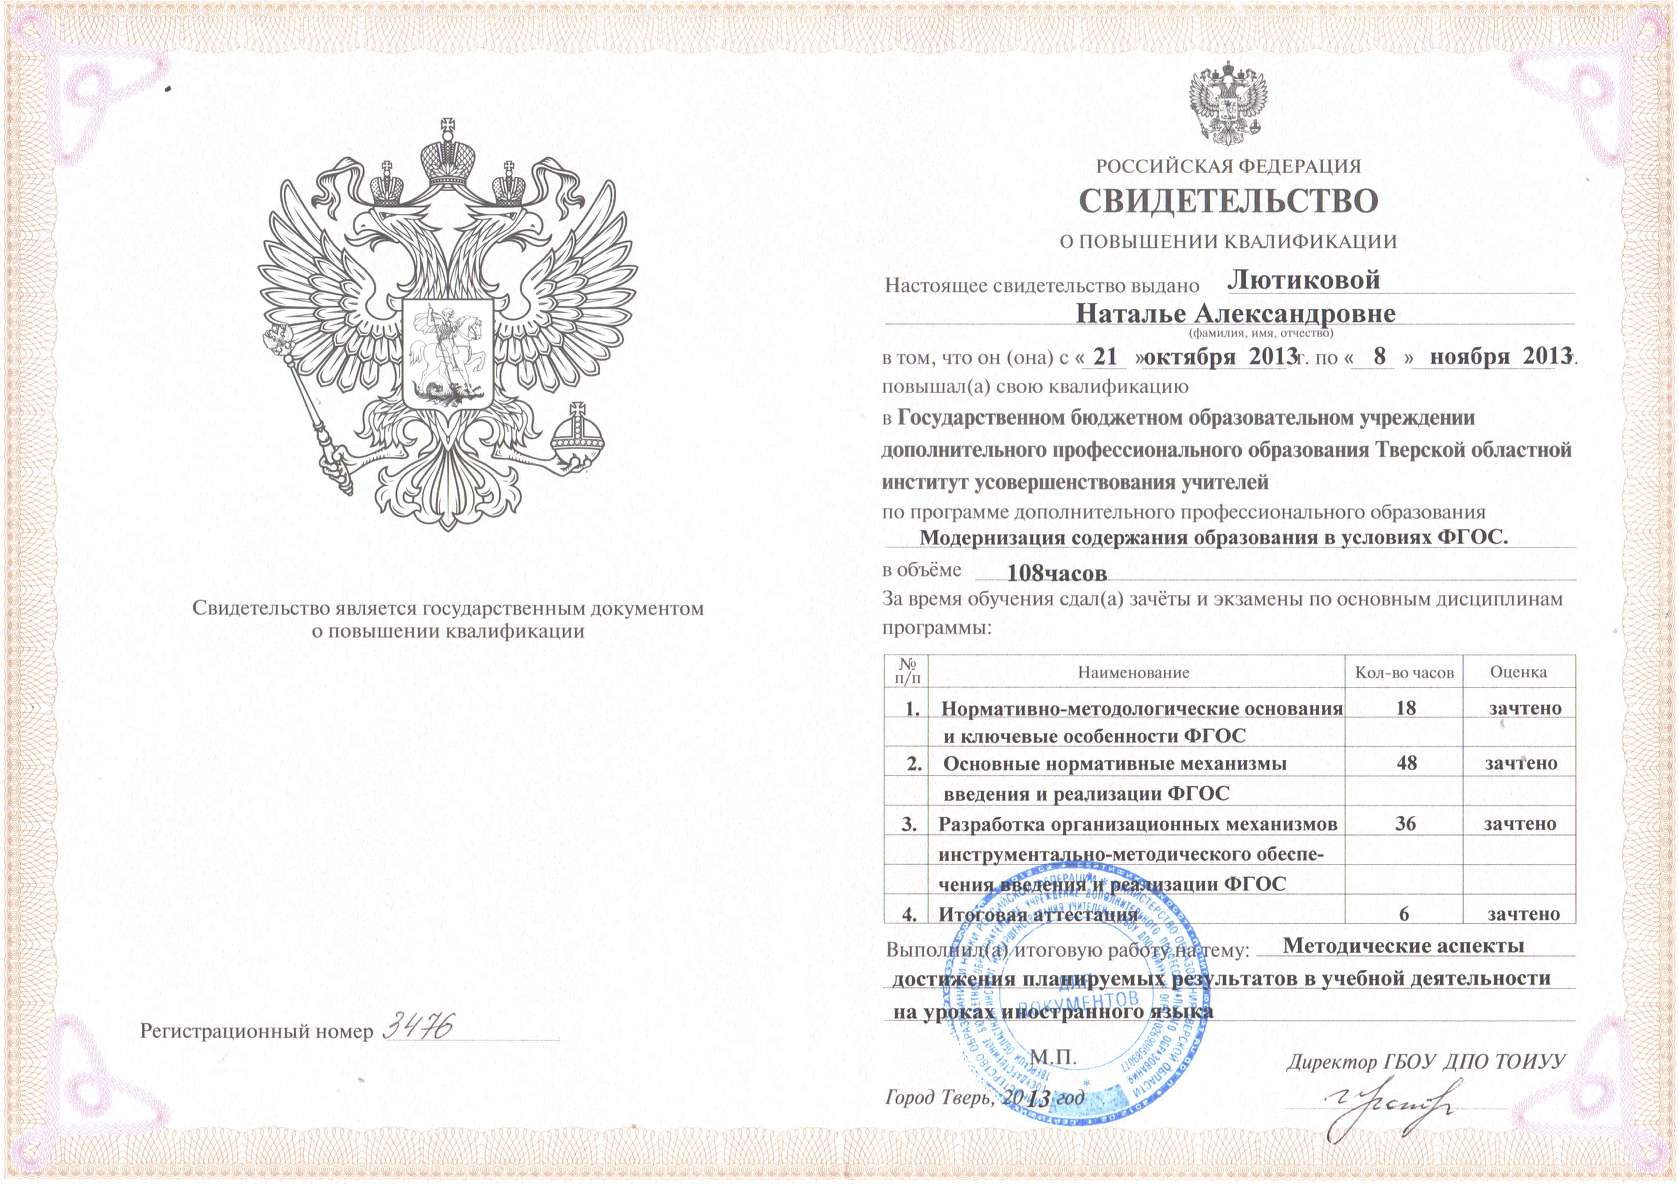 Свидетельство является государственным документом
о повышении квалификации
Регистрационный номер 3476
РОССИЙСКАЯ ФЕДЕРАЦИЯ
СВИДЕТЕЛЬСТВО
О ПОВЫШЕНИИ КВАЛИФИКАЦИИ
Настоящее свидетельство выдано Лютиковой
Наталье Александровне
(фамилия, имя, отчество)
в том, что он (она) с « 21 » октября 2013г. по « 8 » ноября 2013.
повышал(а) свою квалификацию
в Государственном бюджетном образовательном учреждении
дополнительного профессионального образования Тверской областной
институт усовершенствования учителей
по программе дополнительного профессионального образования
Модернизация содержания образования в условиях ФГОС.
в объёме 108часов
За время обучения сдал(а) зачёты и экзамены по основным дисциплинам
программы:
№ п/п Наименование Кол-во часов Оценка
1. Нормативно-методологические основания 18 зачтено
и ключевые особенности ФГОС
2. Основные нормативные механизмы 48 зачтено
введения и реализации ФГОС
3. Разработка организационных механизмов 36 зачтено
инструментально-методического обеспе-
чения введения и реализации ФГОС
4. Итоговая аттестация 6 зачтено
Выполнил(а) итоговую работу на тему: Методические аспекты
достижения планируемых результатов в учебной деятельности
на уроках иностранного языка
ДЛЯ
ДОКУМЕНТОВ
М.П.
Директор ГБОУ ДПО ТОИУУ
Город Тверь, 2013 год